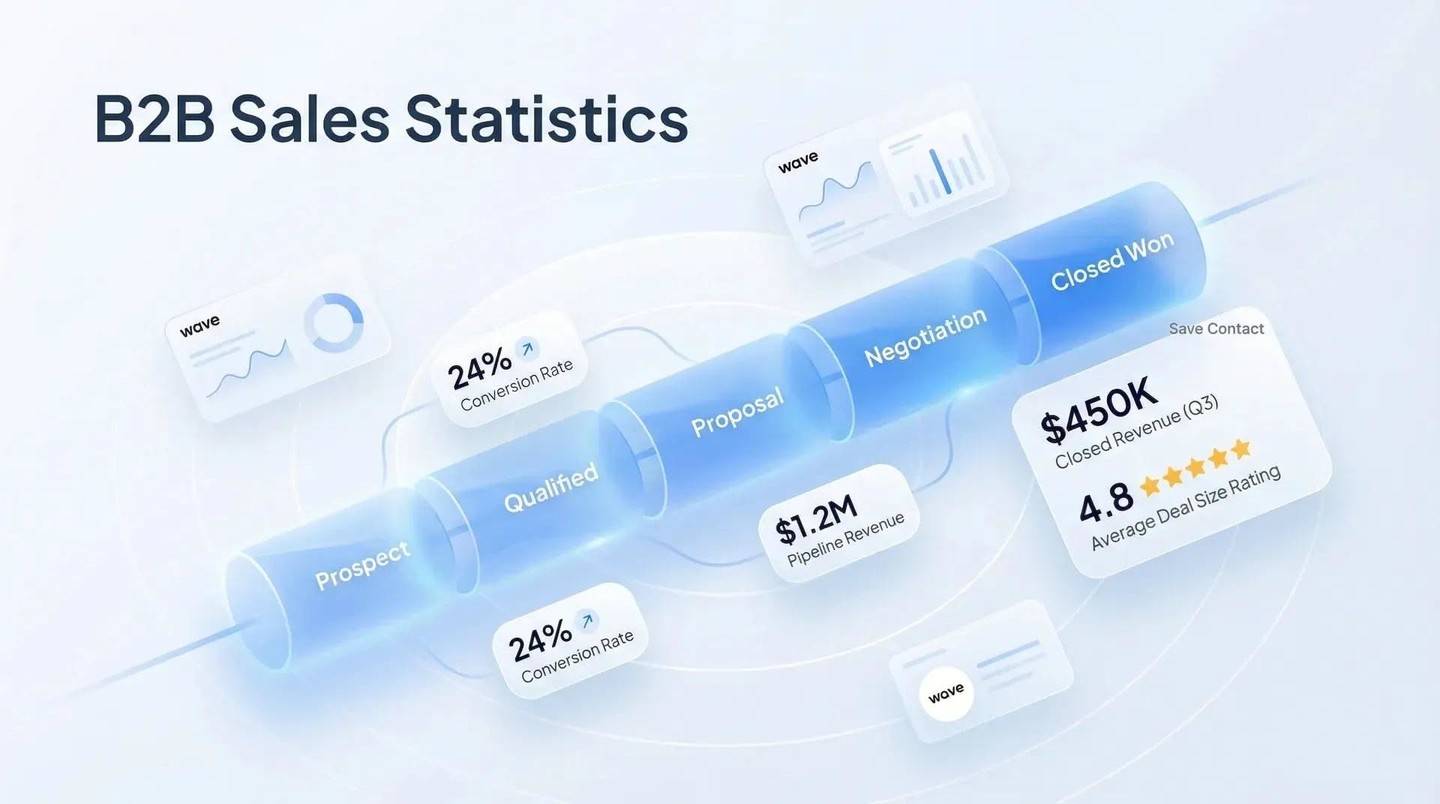 B2B Sales Statistics
wave
wave
24%
Conversion Rate
Prospect
Qualified
Proposal
Negotiation
Closed Won
Save Contact
$450K
Closed Revenue (Q3)
4.8
Average Deal Size Rating
$1.2M
Pipeline Revenue
24%
Conversion Rate
wave